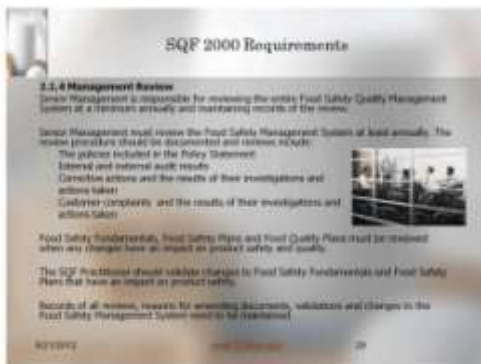 SQF 2000 Requirements
2.1.4 Management Review
Senior Management is responsible for reviewing the entire Food Safety Quality Management
System at a minimum annually and maintaining records of the review.
Senior Management must review the Food Safety Management System at least annually. The
review procedure should be documented and reviews include:
The policies included in the Policy Statement
Internal and external audit results
Corrective actions and the results of their investigations and
actions taken
Customer complaints and the results of their investigations and
actions taken
Food Safety Fundamentals, Food Safety Plans and Food Quality Plans must be reviewed
when any changes have an impact on product safety and quality.
The SQF Practitioner should validate changes to Food Safety Fundamentals and Food Safety
Plans that have an impact on product safety.
Records of all reviews, reasons for amending documents, validations and changes to the
Food Safety Management System need to be maintained.